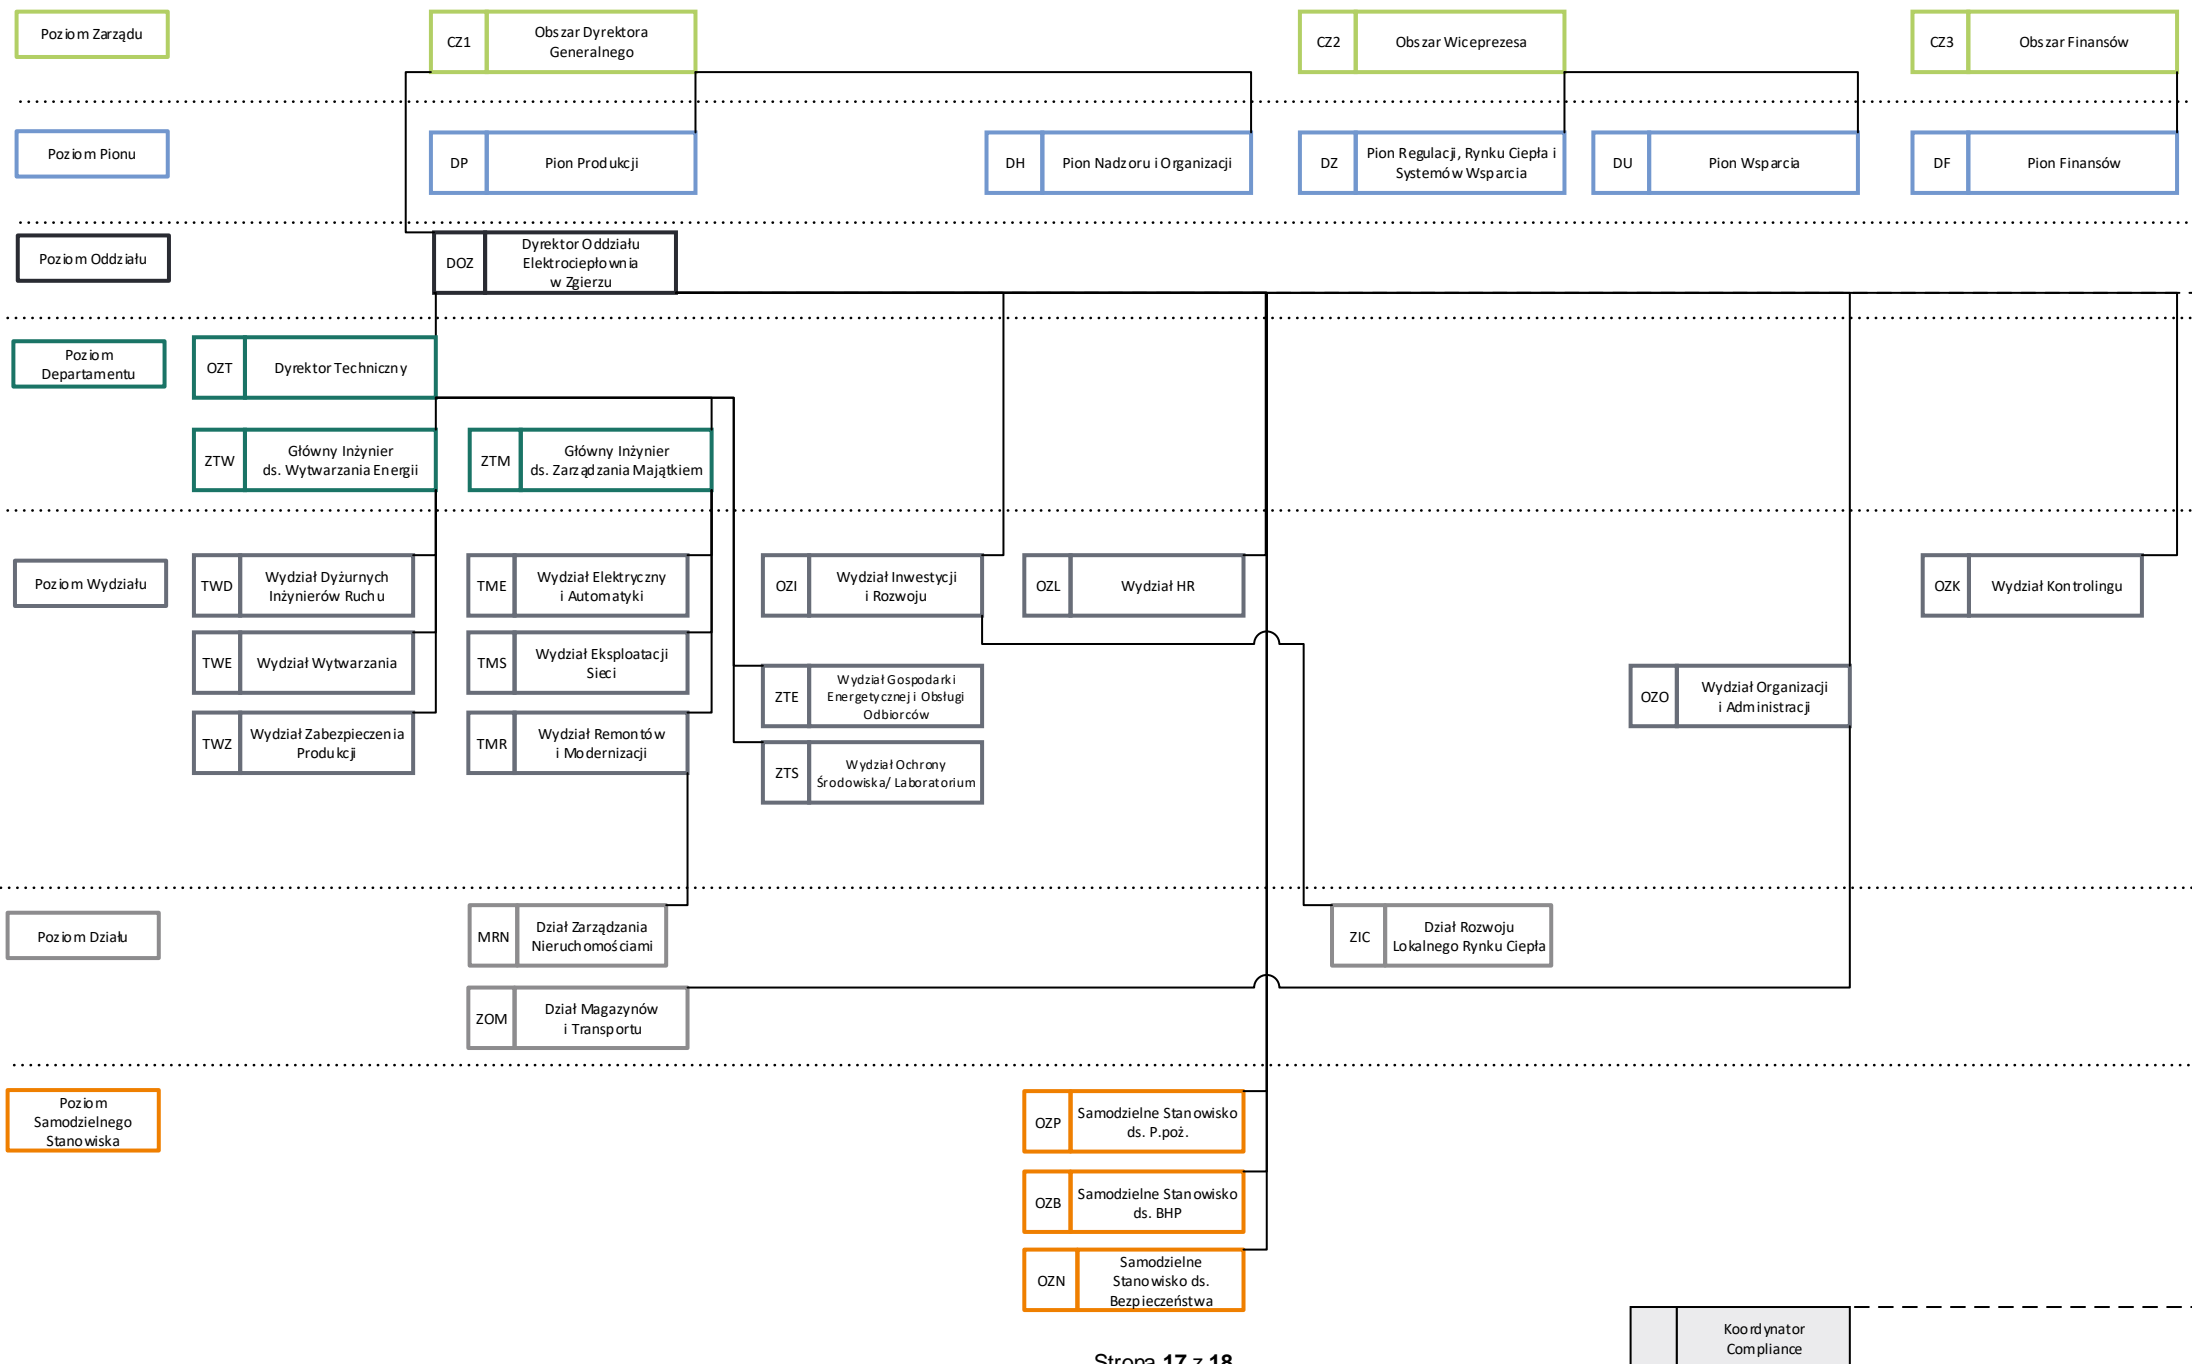 Poziom Zarządu
CZ1
Obszar Dyrektora
Generalnego
CZ2
Obszar Wiceprezesa
CZ3
Obszar Finansów
Poziom Pionu
DP
Pion Produkcji
DH
Pion Nadzoru i Organizacji
DZ
Pion Regulacji, Rynku Ciepła i
Systemów Wsparcia
DU
Pion Wsparcia
DF
Pion Finansów
Poziom Oddziału
DOZ
Dyrektor Oddziału
Elektrociepłownia
w Zgierzu
Poziom
Departamentu
OZT
Dyrektor Techniczny
ZTW
Główny Inżynier
ds. Wytwarzania Energii
ZTM
Główny Inżynier
ds. Zarządzania Majątkiem
Poziom Wydziału
TWD
Wydział Dyżurnych
Inżynierów Ruchu
TME
Wydział Elektryczny
i Automatyki
OZI
Wydział Inwestycji
i Rozwoju
OZL
Wydział HR
OZK
Wydział Kontrolingu
TWE
Wydział Wytwarzania
TMS
Wydział Eksploatacji
Sieci
ZTE
Wydział Gospodarki
Energetycznej i Obsługi
Odbiorców
OZO
Wydział Organizacji
i Administracji
TWZ
Wydział Zabezpieczenia
Produkcji
TMR
Wydział Remontów
i Modernizacji
ZTS
Wydział Ochrony
Środowiska/ Laboratorium
Poziom Działu
MRN
Dział Zarządzania
Nieruchomościami
ZIC
Dział Rozwoju
Lokalnego Rynku Ciepła
ZOM
Dział Magazynów
i Transportu
Poziom
Samodzielnego
Stanowiska
OZP
Samodzielne Stanowisko
ds. P.poż.
OZB
Samodzielne Stanowisko
ds. BHP
OZN
Samodzielne
Stanowisko ds.
Bezpieczeństwa
Koordynator
Compliance
Strona 17 z 18